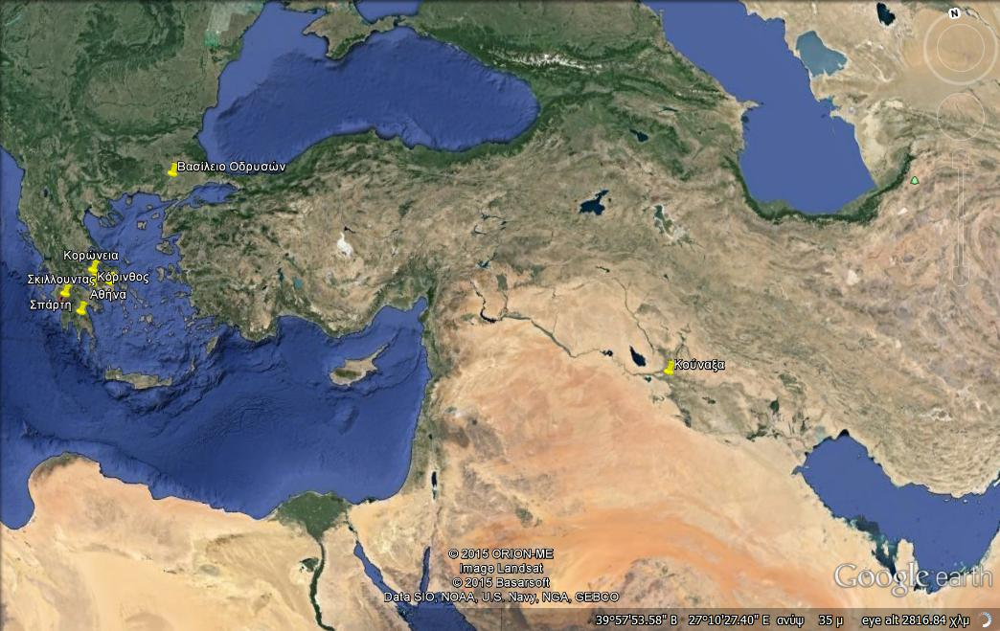 N
Βασίλειο Οδρυσών
Κορώνεια
Σκιλλούντας
Κόρινθος
Αθήνα
Σπάρτη
Κούναξα
© 2015 ORION-ME
Image Landsat
© 2015 Basarsoft
Data SIO, NOAA, U.S. Navy, NGA, GEBCO
Google earth
39°57'53.58" Β 27°10'27.40" Ε ανύψ 35 μ eye alt 2816.84 χλμ